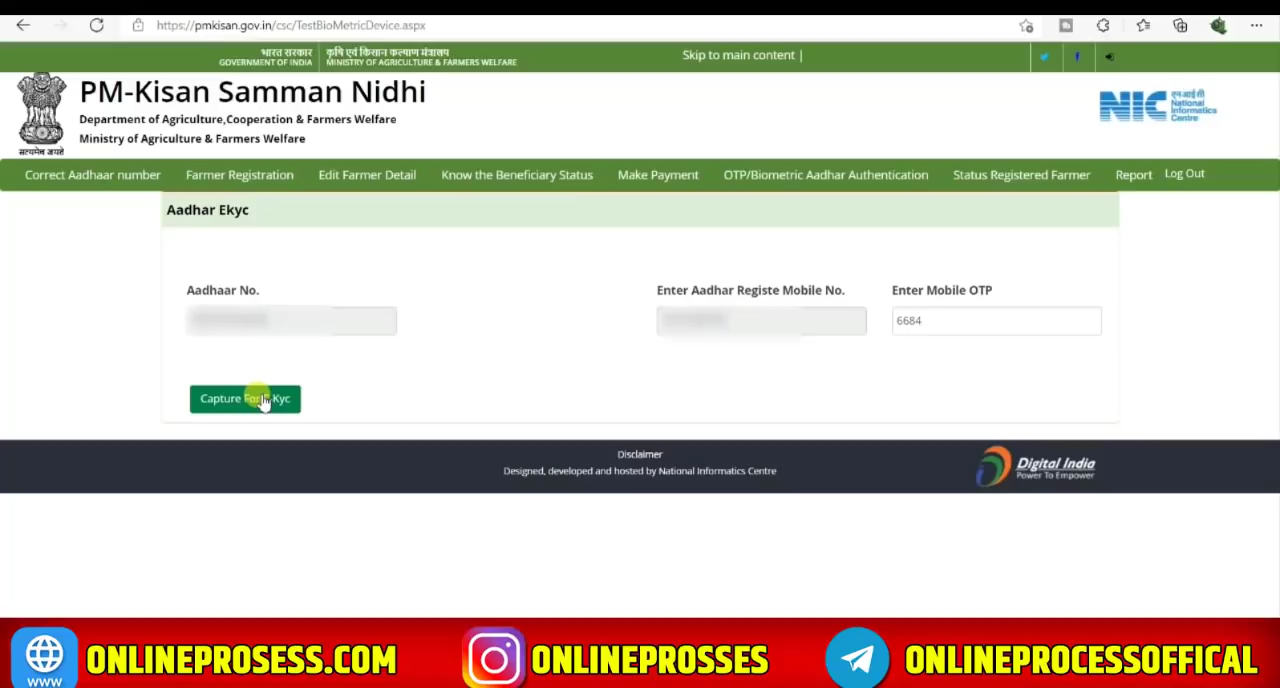 https://pmkisan.gov.in/csc/TestBioMetricDevice.aspx
भारत सरकार
GOVERNMENT OF INDIA
कृषि एवं किसान कल्याण मंत्रालय
MINISTRY OF AGRICULTURE & FARMERS WELFARE
Skip to main content |
सत्यमेव जयते
PM-Kisan Samman Nidhi
Department of Agriculture,Cooperation & Farmers Welfare
Ministry of Agriculture & Farmers Welfare
NIC
एन आई सी
National
Informatics
Centre
Correct Aadhaar number Farmer Registration Edit Farmer Detail Know the Beneficiary Status Make Payment OTP/Biometric Aadhar Authentication Status Registered Farmer Report Log Out
Aadhar Ekyc
Aadhaar No. Enter Aadhar Registe Mobile No. Enter Mobile OTP
6684
Capture Kyc
Disclaimer
Designed, developed and hosted by National Informatics Centre
Digital India
Power To Empower
WWW
ONLINEPROSESS.COM ONLINEPROSSES ONLINEPROCESSOFFICAL